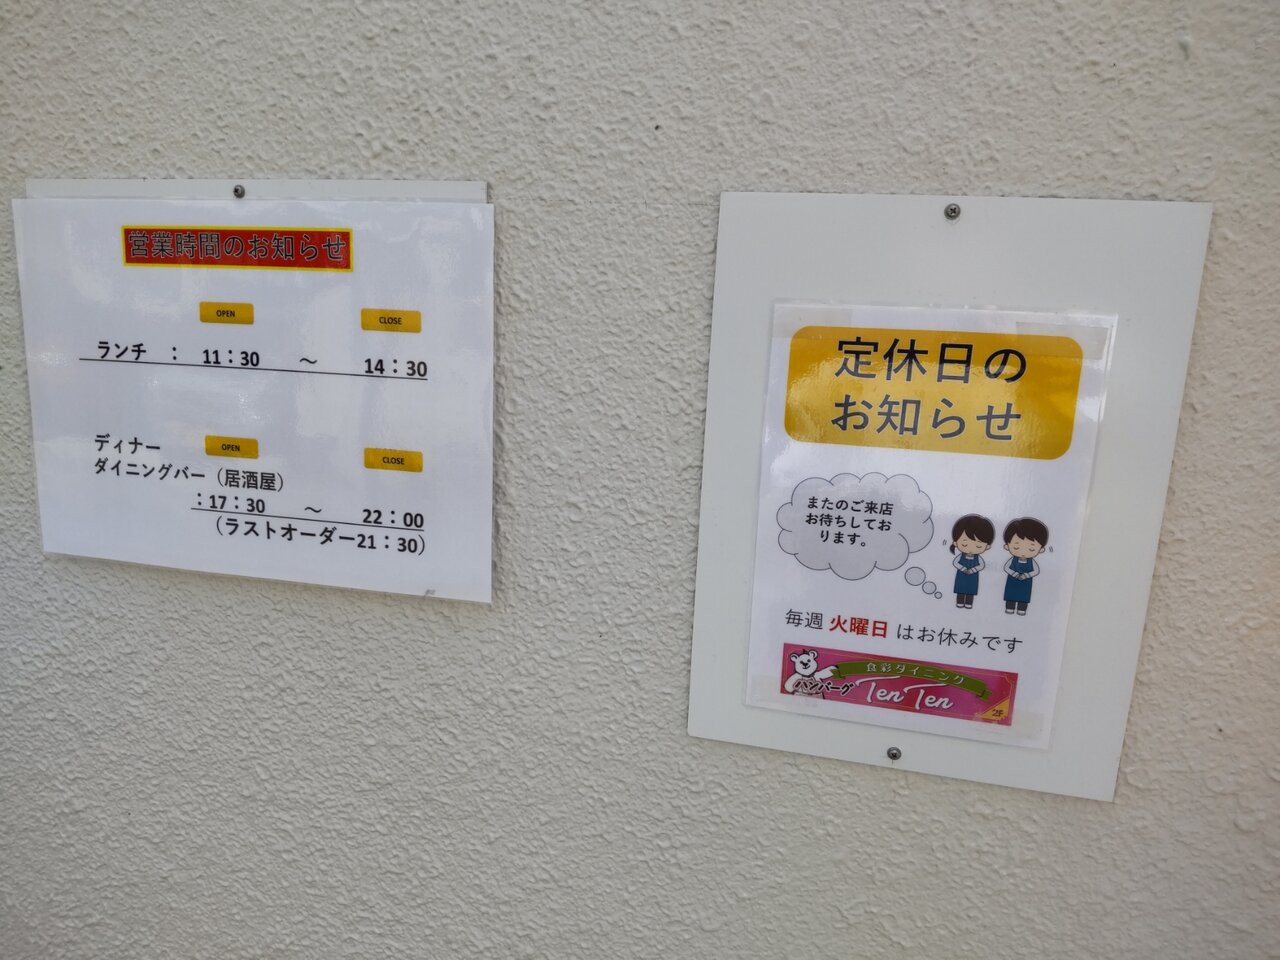 営業時間のお知らせ
OPEN CLOSE
ランチ ： 11：30 ～ 14：30
ディナー OPEN CLOSE
ダイニングバー（居酒屋）
：17：30 ～ 22：00
（ラストオーダー21：30）
定休日の
お知らせ
またのご来店
お待ちしてお
ります。
毎週 火曜日 はお休みです
食彩ダイニング
ハンバーグ Ten Ten
2F